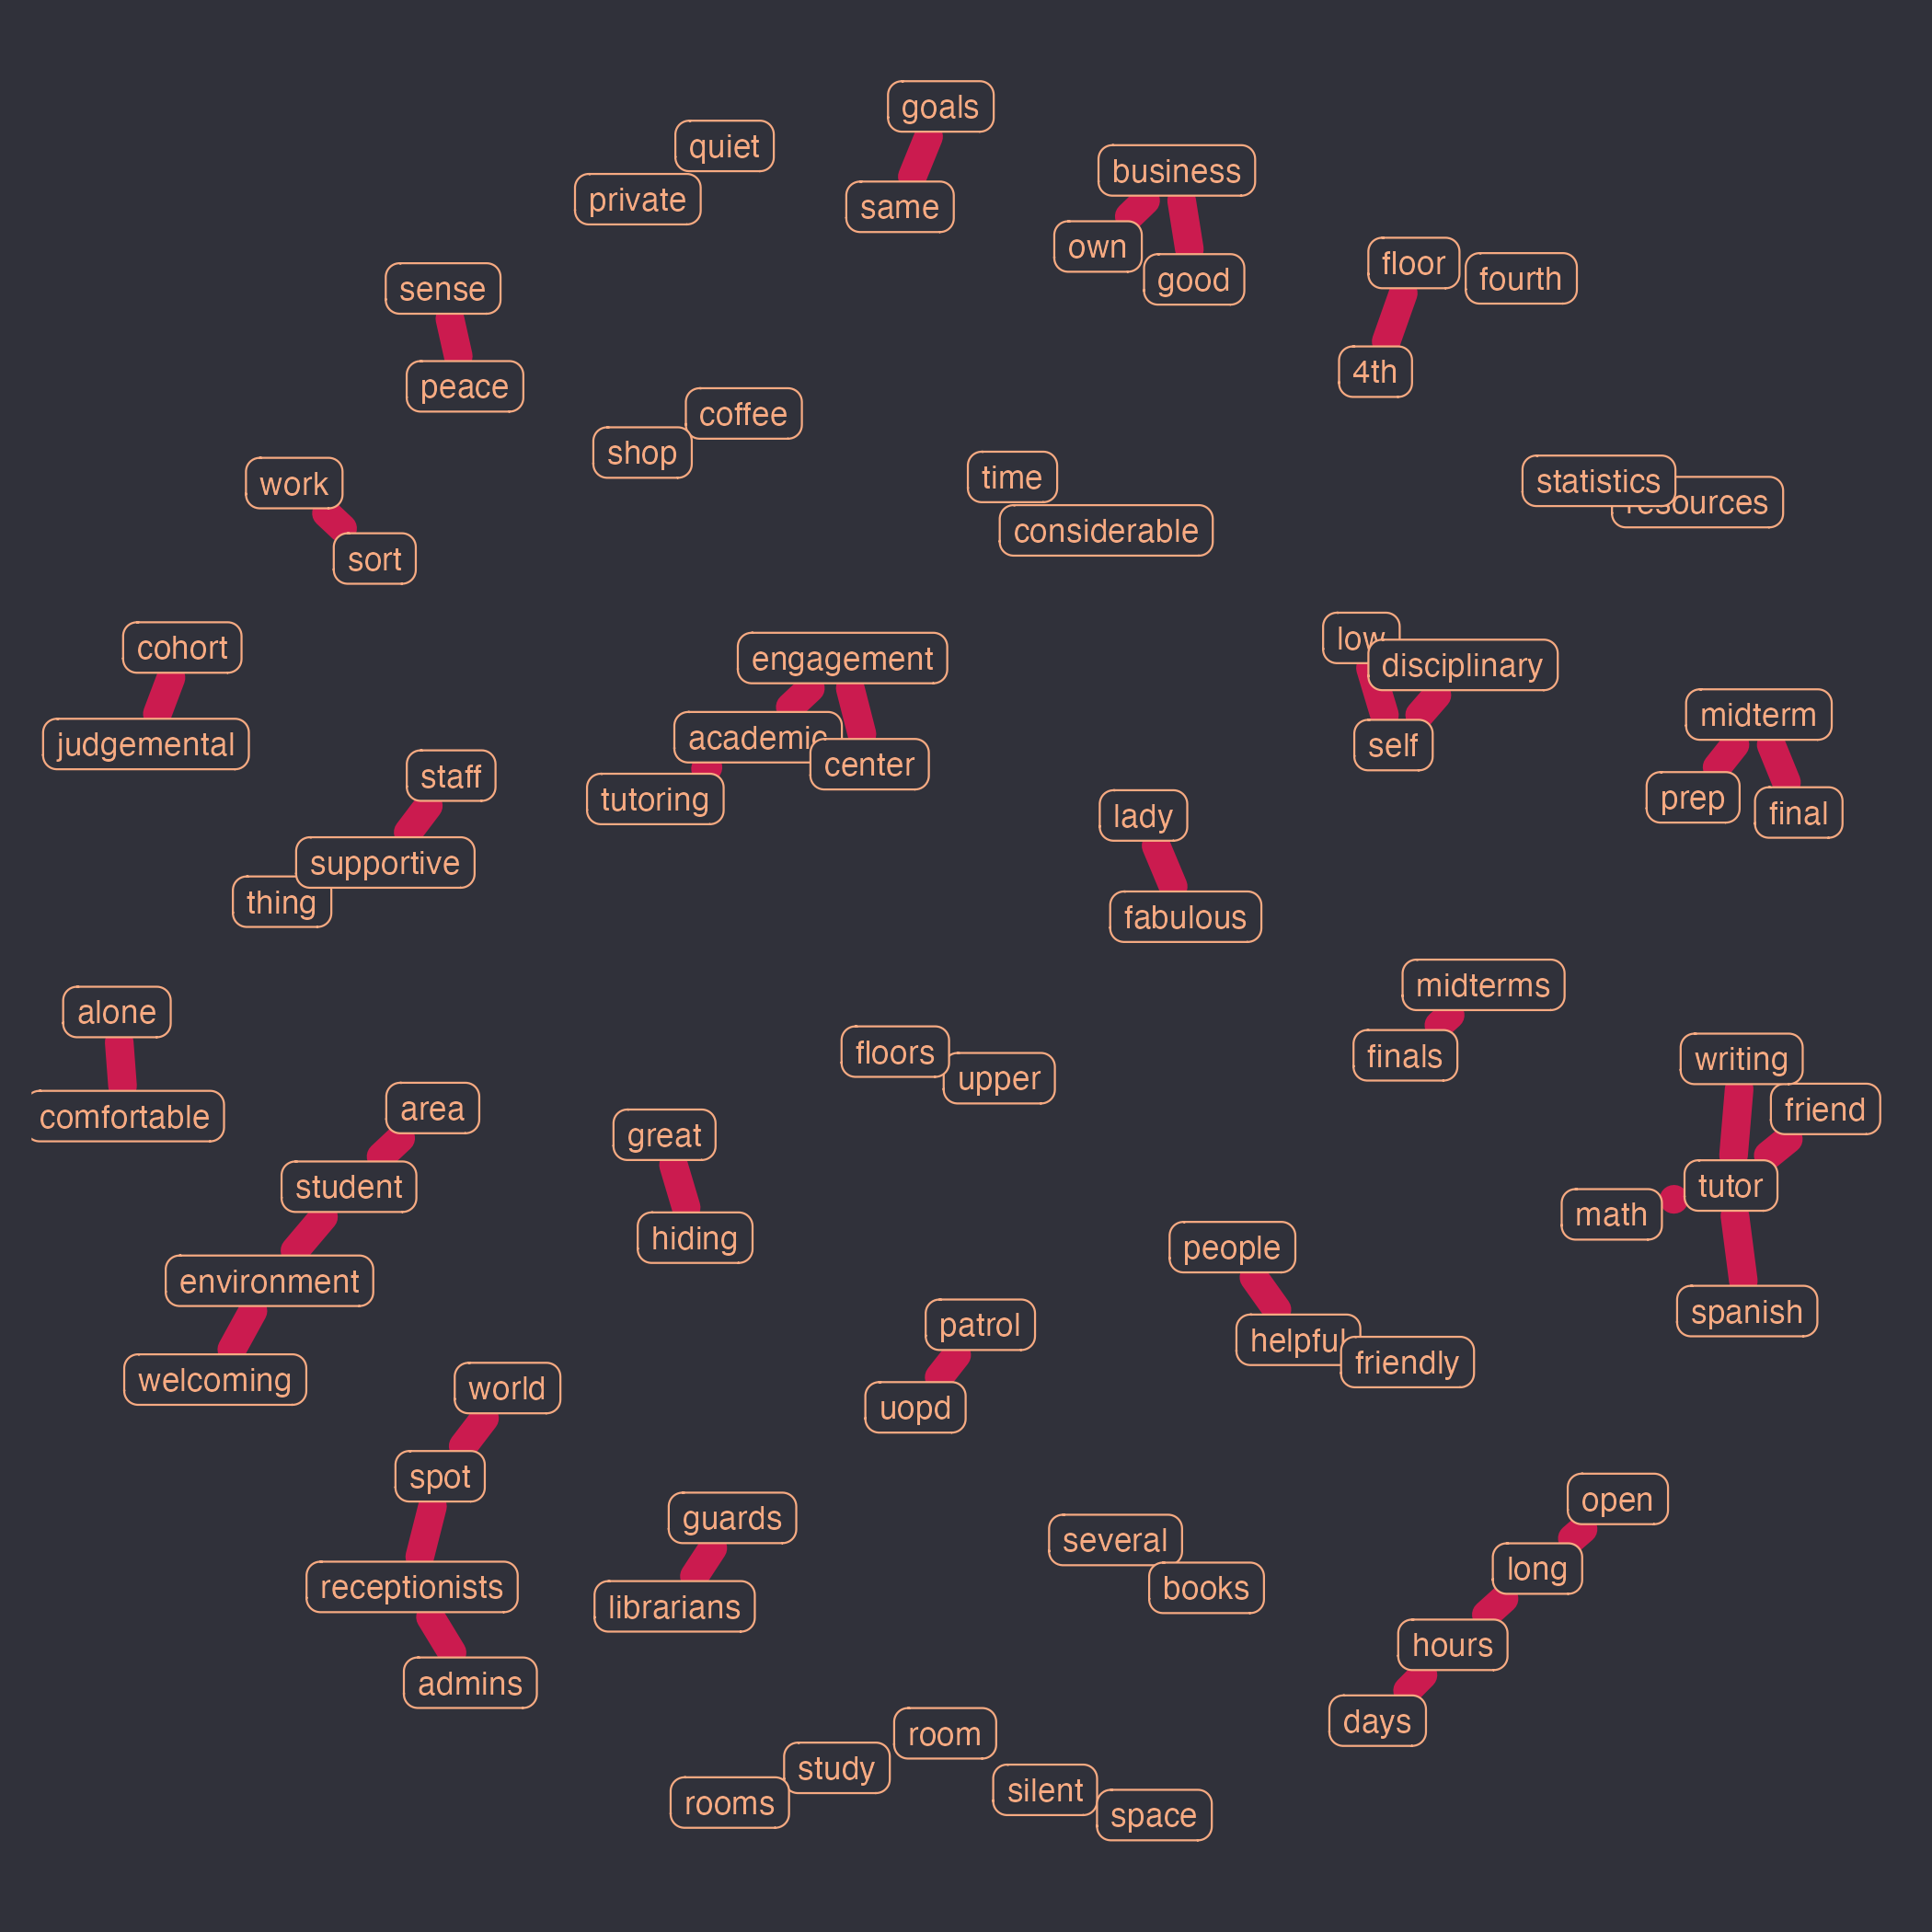 goals
quiet
business
private
same
own
floor
fourth
good
sense
4th
peace
coffee
shop
time
statistics
work
resources
considerable
sort
low
cohort
engagement
disciplinary
midterm
academic
judgemental
self
center
staff
prep
tutoring
final
lady
supportive
thing
fabulous
midterms
alone
floors
finals
writing
upper
area
friend
comfortable
great
student
tutor
math
hiding
people
environment
spanish
patrol
helpful
friendly
welcoming
world
uopd
spot
open
guards
several
long
receptionists
books
librarians
hours
admins
days
room
study
silent
rooms
space